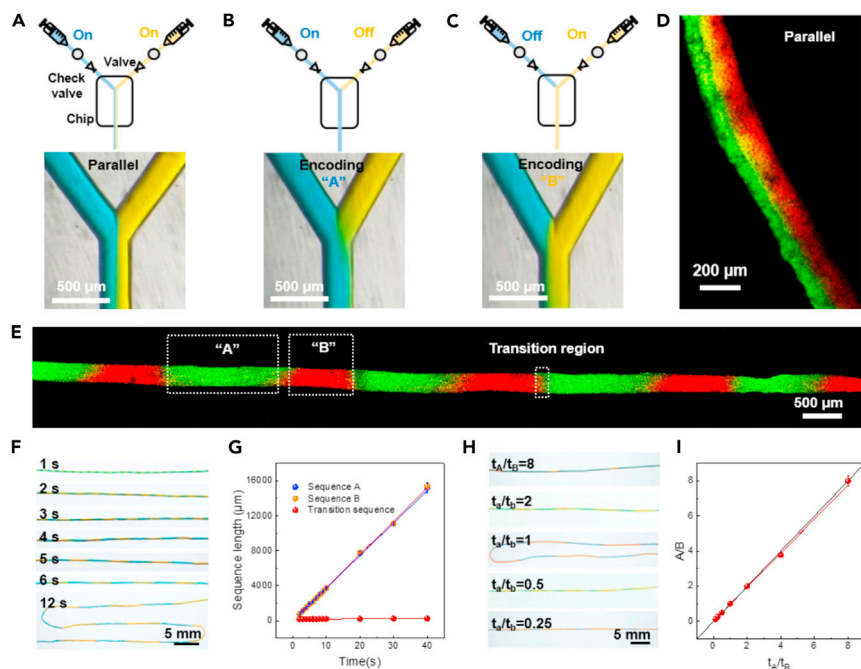 A
On
On
Valve
Check
valve
Chip
Parallel
500 μm
B
On
Off
Encoding
"A"
500 μm
C
Off
On
Encoding
"B"
500 μm
D
Parallel
200 μm
E
"A"
"B"
Transition region
500 μm
F
1 s
2 s
3 s
4 s
5 s
6 s
12 s
5 mm
G
Sequence length (μm)
16000
12000
8000
4000
0
Sequence A
Sequence B
Transition sequence
0 10 20 30 40
Time(s)
H
tA/tB=8
ta/tb=2
ta/tb=1
ta/tb=0.5
ta/tb=0.25
5 mm
I
A/B
8
4
0
0 2 4 6 8
tA/tB